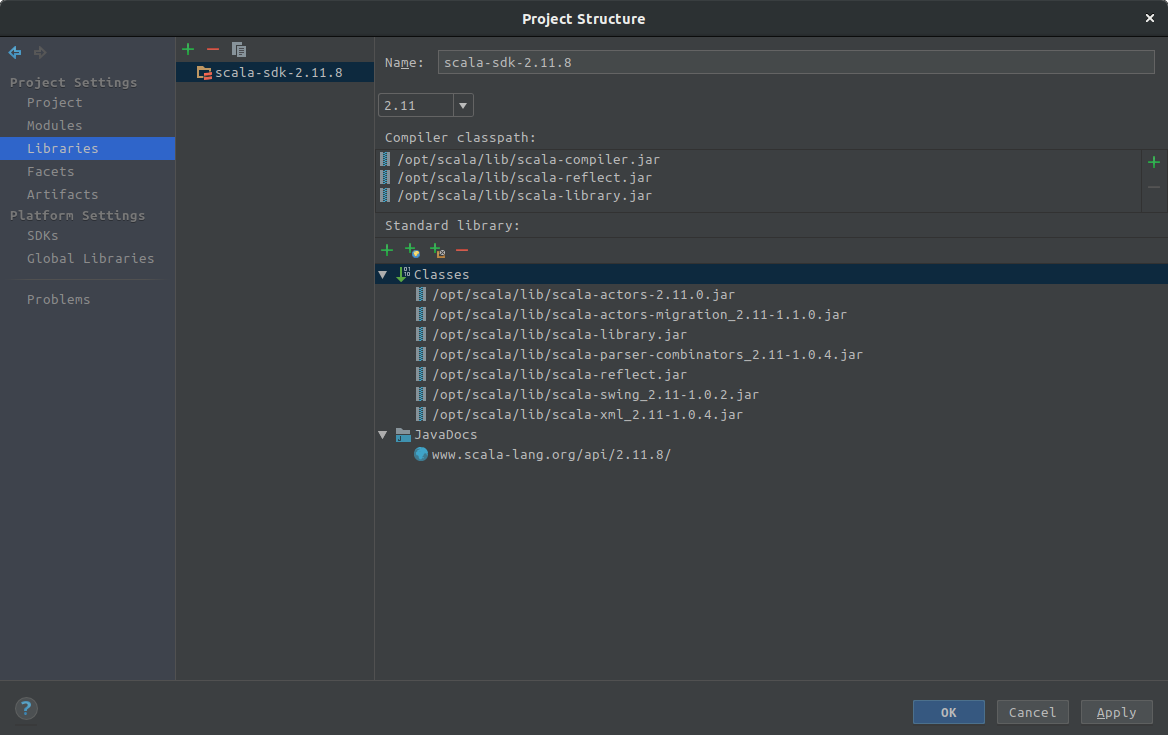 Project Structure
Project Settings
Project
Modules
Libraries
Facets
Artifacts
Platform Settings
SDKs
Global Libraries
Problems
scala-sdk-2.11.8
Name: scala-sdk-2.11.8
2.11
Compiler classpath:
/opt/scala/lib/scala-compiler.jar
/opt/scala/lib/scala-reflect.jar
/opt/scala/lib/scala-library.jar
Standard library:
Classes
/opt/scala/lib/scala-actors-2.11.0.jar
/opt/scala/lib/scala-actors-migration_2.11-1.1.0.jar
/opt/scala/lib/scala-library.jar
/opt/scala/lib/scala-parser-combinators_2.11-1.0.4.jar
/opt/scala/lib/scala-reflect.jar
/opt/scala/lib/scala-swing_2.11-1.0.2.jar
/opt/scala/lib/scala-xml_2.11-1.0.4.jar
JavaDocs
www.scala-lang.org/api/2.11.8/
? OK Cancel Apply